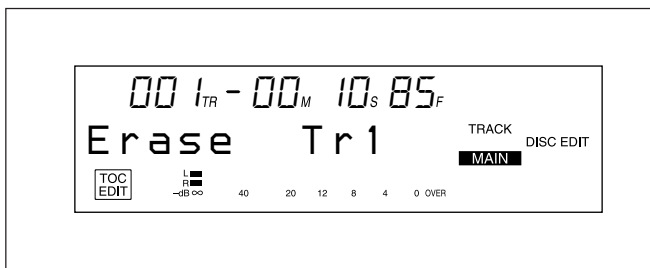 001TR - 00M 10S 85F
Erase Tr1
TRACK
MAIN
DISC EDIT
TOC
EDIT
L
R
–dB ∞ 40 20 12 8 4 0 OVER